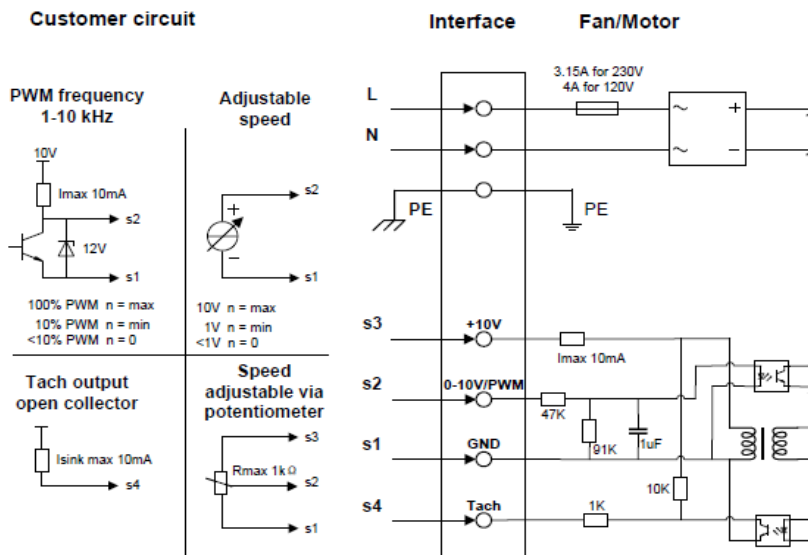 Customer circuit
Interface
Fan/Motor
PWM frequency
1-10 kHz
10V
Imax 10mA
s2
12V
s1
100% PWM n = max
10% PWM n = min
<10% PWM n = 0
Adjustable
speed
s2
+
−
s1
10V n = max
1V n = min
<1V n = 0
Tach output
open collector
Isink max 10mA
s4
Speed
adjustable via
potentiometer
s3
Rmax 1kΩ
s2
s1
L
3.15A for 230V
4A for 120V
~ +
N
~ −
PE
PE
s3
+10V
Imax 10mA
s2
0-10V/PWM
47K
s1
GND
91K
1uF
10K
s4
Tach
1K